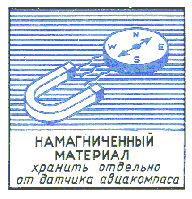 N
W E
S
НАМАГНИЧЕННЫЙ
МАТЕРИАЛ
хранить отдельно
от датчика авиакомпаса